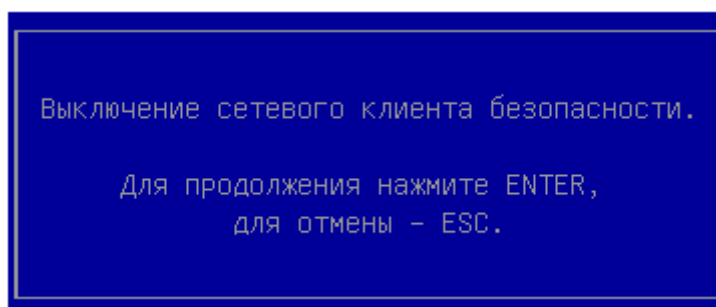 Выключение сетевого клиента безопасности.
Для продолжения нажмите ENTER,
для отмены – ESC.